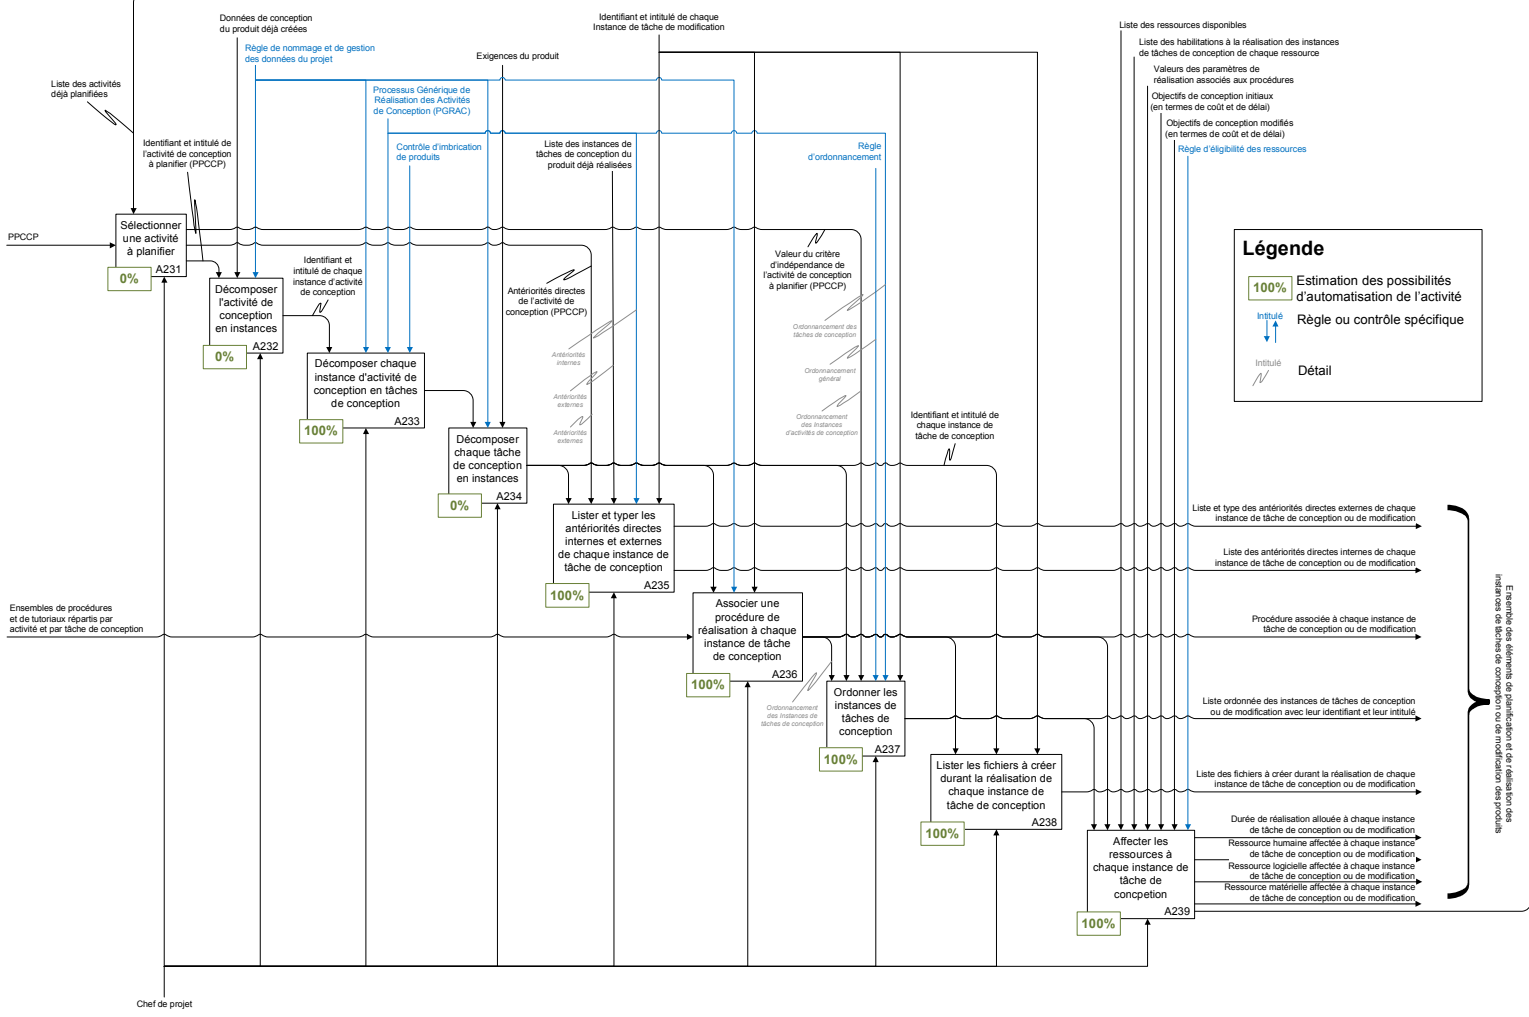 Données de conception
du produit déjà créées
Identifiant et intitulé de chaque
Instance de tâche de modification
Liste des ressources disponibles
Règle de nommage et de gestion
des données du projet
Exigences du produit
Liste des habilitations à la réalisation des instances
de tâches de conception de chaque ressource
Valeurs des paramètres de
réalisation associés aux procédures
Liste des activités
déjà planifiées
Processus Générique de
Réalisation des Activités
de Conception (PGRAC)
Objectifs de conception initiaux
(en termes de coût et de délai)
Objectifs de conception modifiés
(en termes de coût et de délai)
Identifiant et intitulé de
l'activité de conception
à planifier (PPCCP)
Contrôle d'imbrication
de produits
Liste des instances de
tâches de conception du
produit déjà réalisées
Règle
d'ordonnancement
Règle d'éligibilité des ressources
PPCCP
Sélectionner
une activité
à planifier
A231
0%
Identifiant et
intitulé de chaque
instance d'activité
de conception
Antériorités directes
de l'activité de
conception (PPCCP)
Valeur du critère
d'indépendance de
l'activité de conception
à planifier (PPCCP)
Légende
100%
Estimation des possibilités
d'automatisation de l'activité
Intitulé
Règle ou contrôle spécifique
Intitulé
Détail
Décomposer
l'activité de
conception
en instances
A232
0%
Ordonnancement des
tâches de conception
Antériorités
internes
Ordonnancement
général
Antériorités
externes
Ordonnancement
des Instances
d'activités de conception
Antériorités
externes
Décomposer chaque
instance d'activité de
conception en tâches
de conception
A233
100%
Identifiant et intitulé de
chaque instance de
tâche de conception
Décomposer
chaque tâche
de conception
en instances
A234
0%
Lister et typer les
antériorités directes
internes et externes
de chaque instance de
tâche de conception
A235
100%
Liste et type des antériorités directes externes de chaque
instance de tâche de conception ou de modification
Liste des antériorités directes internes de chaque
instance de tâche de conception ou de modification
Ensembles de procédures
et de tutoriaux répartis par
activité et par tâche de conception
Associer une
procédure de
réalisation à chaque
instance de tâche
de conception
A236
100%
Procédure associée à chaque instance de
tâche de conception ou de modification
Ordonnancement
des Instances de
tâches de conception
Ordonner les
instances de
tâches de
conception
A237
100%
Liste ordonnée des instances de tâches de conception
ou de modification avec leur identifiant et leur intitulé
Lister les fichiers à créer
durant la réalisation de
chaque instance de
tâche de conception
A238
100%
Liste des fichiers à créer durant la réalisation de chaque
instance de tâche de conception ou de modification
Affecter les
ressources à
chaque instance de
tâche de
concpetion
A239
100%
Durée de réalisation allouée à chaque instance
de tâche de conception ou de modification
Ressource humaine affectée à chaque instance
de tâche de conception ou de modification
Ressource logicielle affectée à chaque instance
de tâche de conception ou de modification
Ressource matérielle affectée à chaque instance
de tâche de conception ou de modification
Ensemble des éléments de planification et de réalisation des
instances de tâches de conception ou de modification des produits
Chef de projet